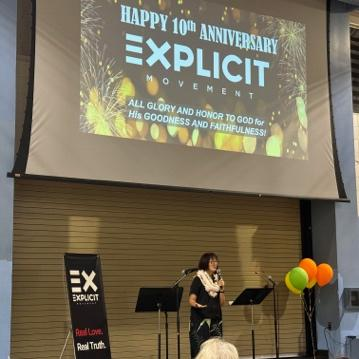 HAPPY 10th ANNIVERSARY
EXPLICIT
MOVEMENT
ALL GLORY AND HONOR TO GOD for
His GOODNESS AND FAITHFULNESS!
EX
EXPLICIT
MOVEMENT
Real Love.
Real Truth.